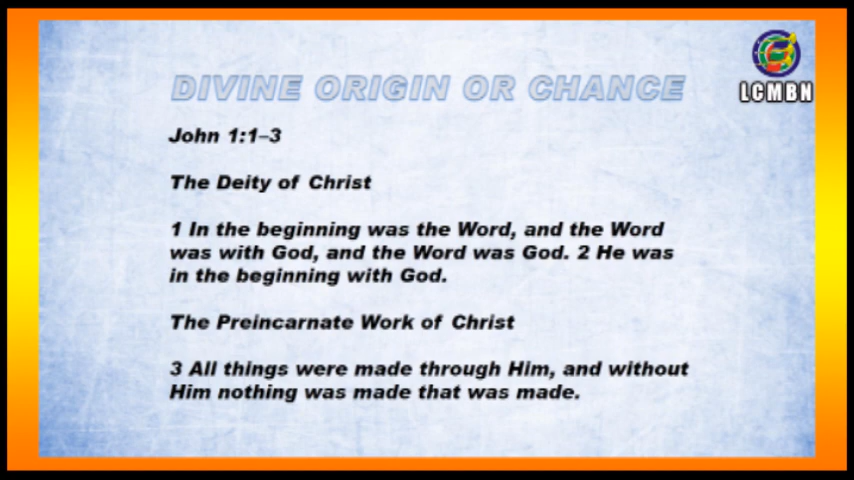 DIVINE ORIGIN OR CHANCE
LCMBN
John 1:1–3
The Deity of Christ
1 In the beginning was the Word, and the Word
was with God, and the Word was God. 2 He was
in the beginning with God.
The Preincarnate Work of Christ
3 All things were made through Him, and without
Him nothing was made that was made.